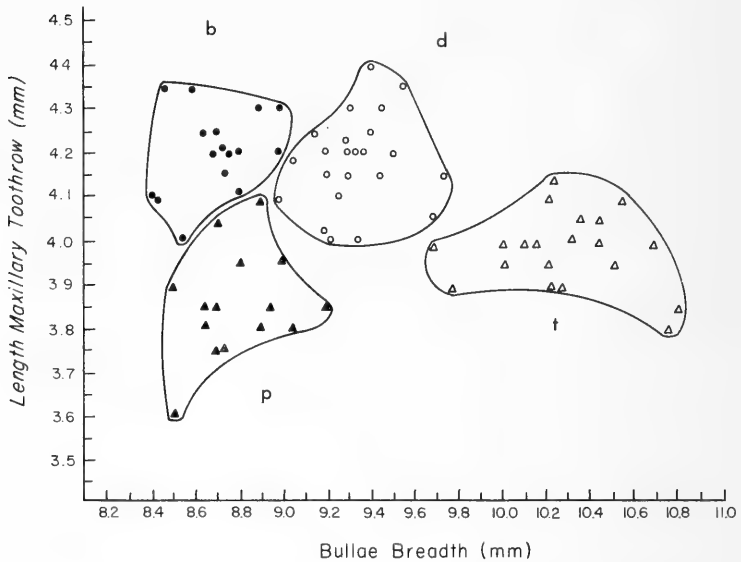 b
d
4.5
4 4
4.3
4.2
4.1
4.0
3.9
3.8
3.7
3.6
3.5
Length Maxillary Toothrow (mm)
t
p
8.2 8.4 8.6 8.8 9.0 9.2 9.4 9.6 9.8 10.0 10.2 10.4 10.6 10.8 11.0
Bullae Breadth (mm)